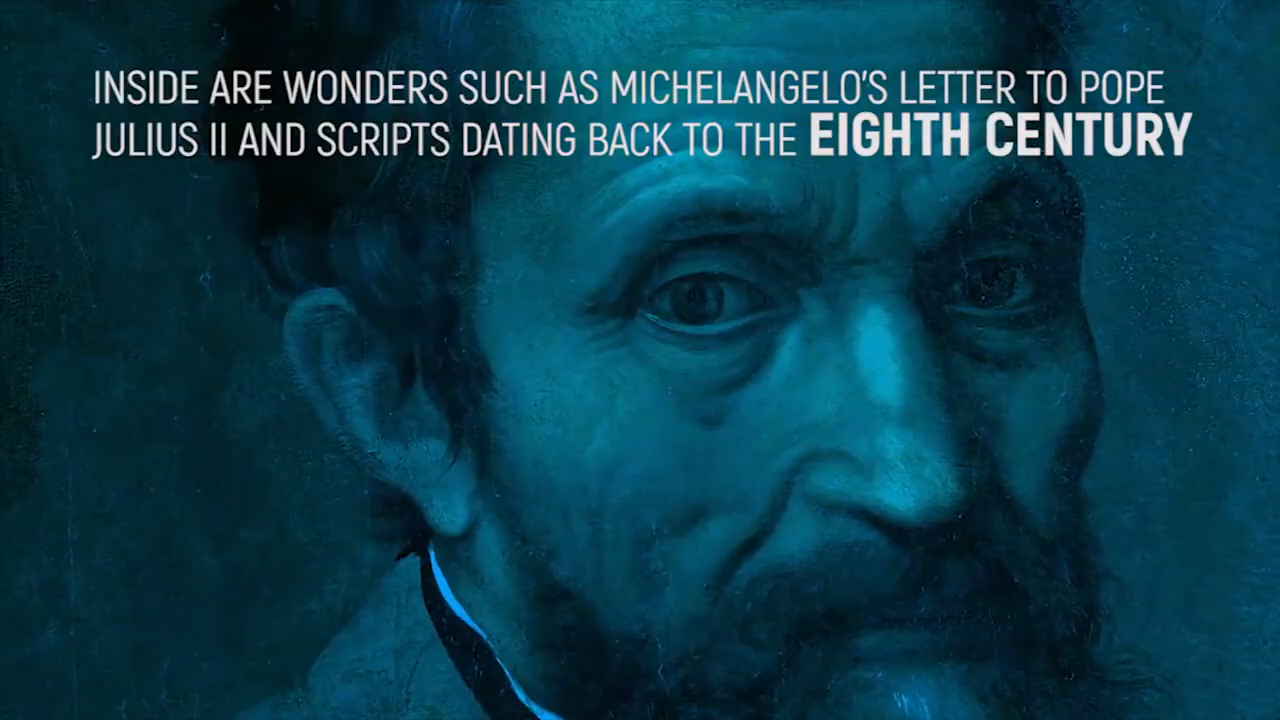 INSIDE ARE WONDERS SUCH AS MICHELANGELO'S LETTER TO POPE
JULIUS II AND SCRIPTS DATING BACK TO THE EIGHTH CENTURY